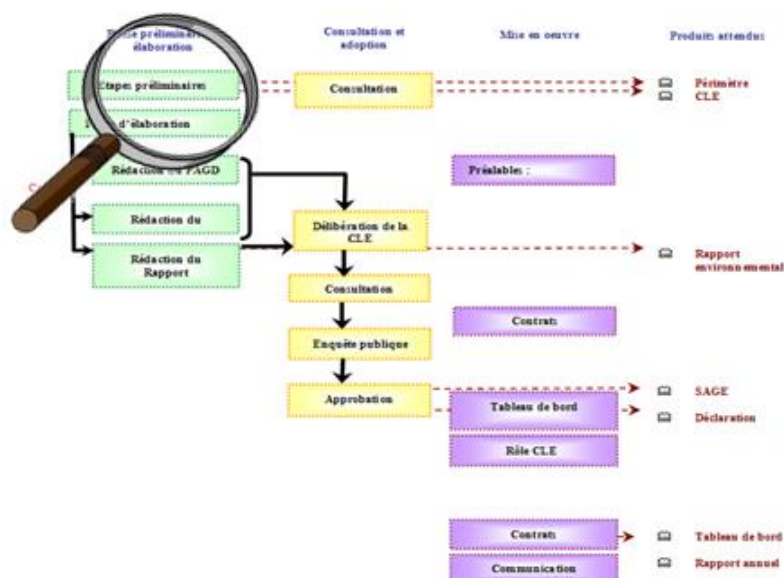 préliminaire
élaboration
Consultation et
adoption
Mise en oeuvre
Produits attendus
Etapes préliminaires
Consultation
Périmètre
CLE
d'élaboration
Rédaction du PAGD
Préalables :
Rédaction du
Délibération de la
CLE
Rédaction du
Rapport
Rapport
environnemental
Consultation
Contrats
Enquête publique
Approbation
SAGE
Tableau de bord
Déclaration
Rôle CLE
Contrats
Tableau de bord
Communication
Rapport annuel